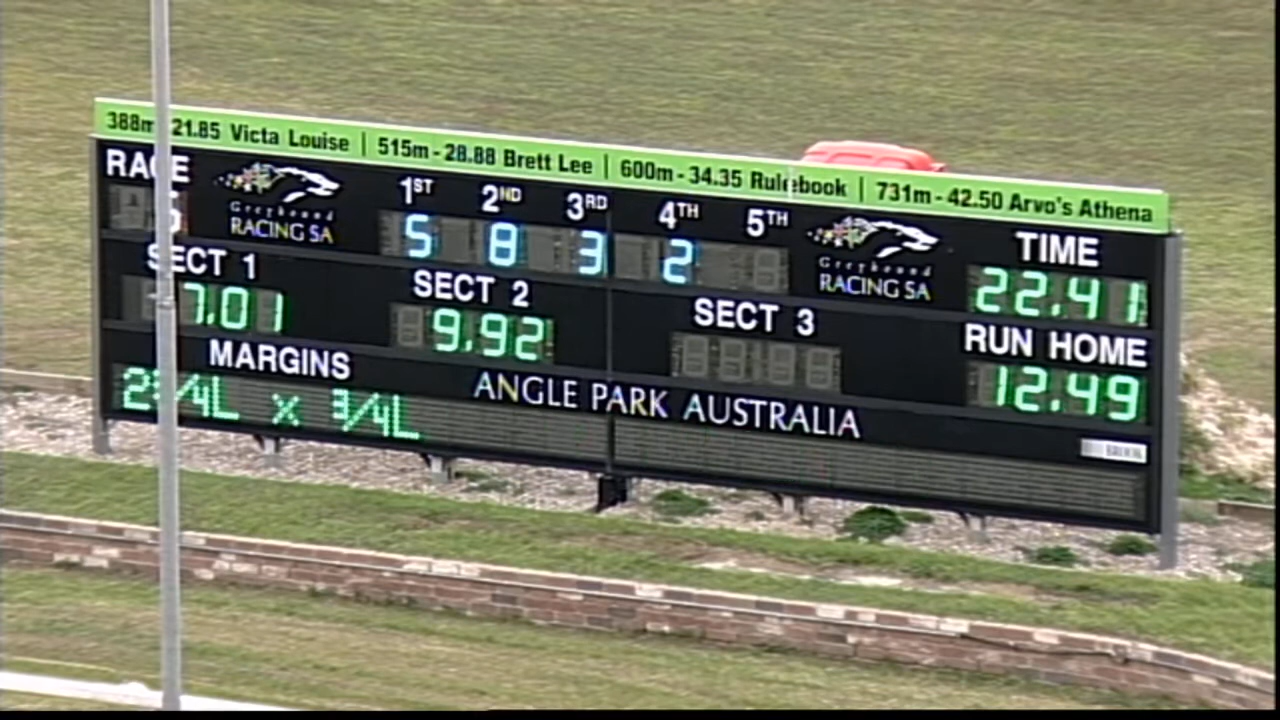 388m 21.85 Victa Louise | 515m - 28.88 Brett Lee | 600m - 34.35 Rulebook | 731m - 42.50 Arvo's Athena
RACE
5
Greyhound
RACING SA
1ST 2ND 3RD 4TH 5TH
5 8 3 2
Greyhound
RACING SA
TIME
22.41
SECT 1
7.01
SECT 2
9.92
SECT 3
RUN HOME
12.49
MARGINS
2¾L x ¾L
ANGLE PARK AUSTRALIA